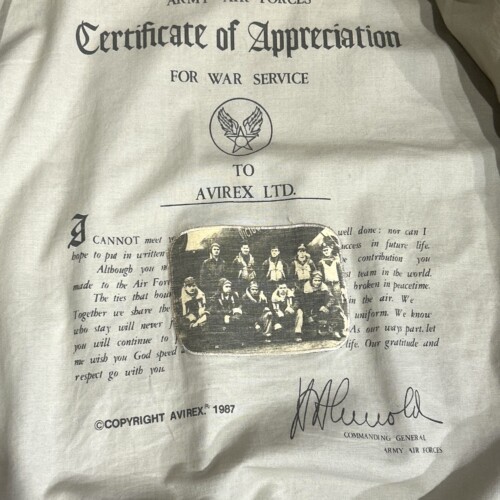 ARMY AIR FORCES
Certificate of Appreciation
FOR WAR SERVICE
TO
AVIREX LTD.
I CANNOT meet well done: nor can I
hope to put in written in future life.
contribution you
Although you team in the world.
made to the Air broken in peacetime.
The ties that in the air. We
Together we share the uniform. We know
who stay will never As our ways part, let
you will continue to life. Our gratitude and
me wish you God speed
respect go with you.
©COPYRIGHT AVIREX.® 1987
COMMANDING GENERAL
ARMY AIR FORCES